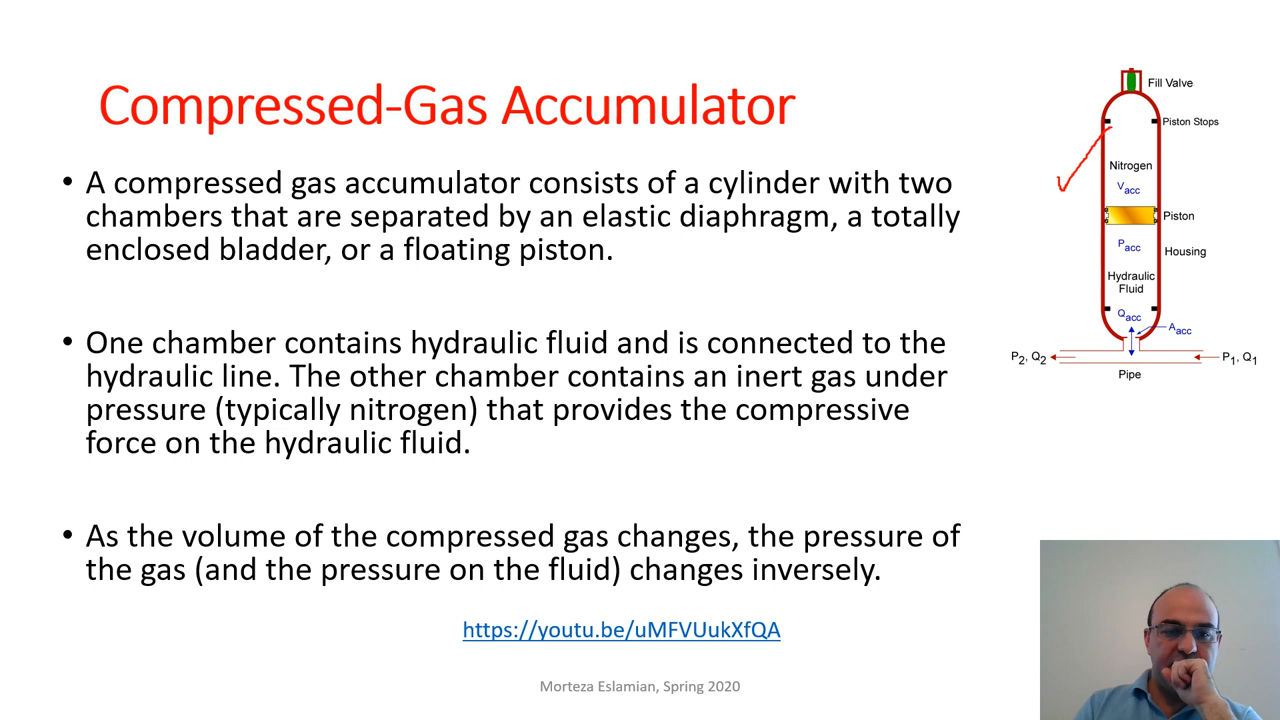 Compressed-Gas Accumulator
• A compressed gas accumulator consists of a cylinder with two
chambers that are separated by an elastic diaphragm, a totally
enclosed bladder, or a floating piston.
• One chamber contains hydraulic fluid and is connected to the
hydraulic line. The other chamber contains an inert gas under
pressure (typically nitrogen) that provides the compressive
force on the hydraulic fluid.
• As the volume of the compressed gas changes, the pressure of
the gas (and the pressure on the fluid) changes inversely.
https://youtu.be/uMFVUukXfQA
Morteza Eslamian, Spring 2020
Fill Valve
Piston Stops
Nitrogen
Vacc
Piston
Pacc
Housing
Hydraulic
Fluid
Qacc
Aacc
P2, Q2
P1, Q1
Pipe